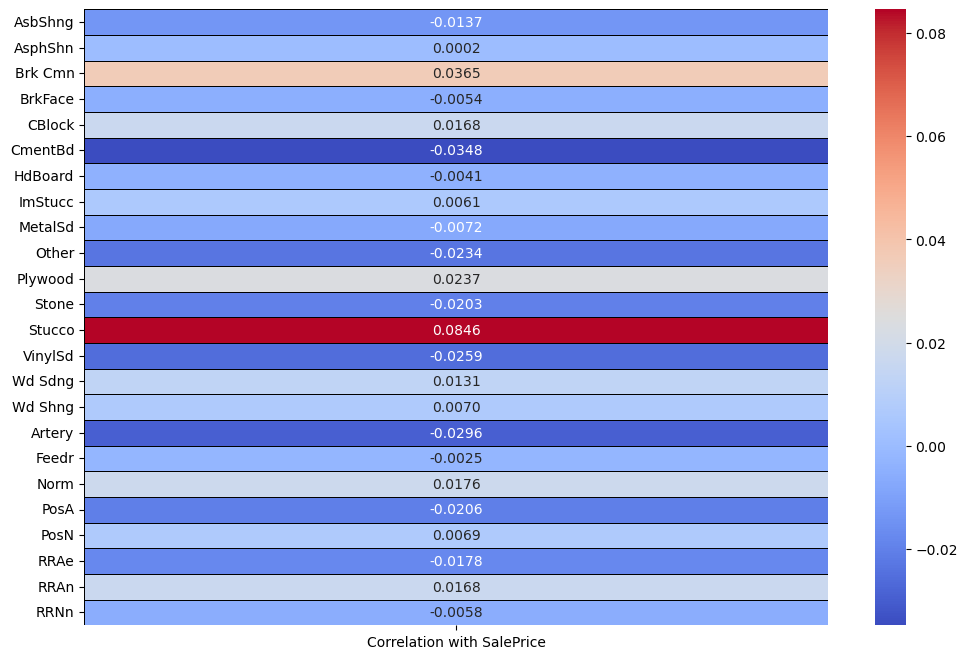 AsbShng -0.0137
AsphShn 0.0002
Brk Cmn 0.0365
BrkFace -0.0054
CBlock 0.0168
CmentBd -0.0348
HdBoard -0.0041
ImStucc 0.0061
MetalSd -0.0072
Other -0.0234
Plywood 0.0237
Stone -0.0203
Stucco 0.0846
VinylSd -0.0259
Wd Sdng 0.0131
Wd Shng 0.0070
Artery -0.0296
Feedr -0.0025
Norm 0.0176
PosA -0.0206
PosN 0.0069
RRAe -0.0178
RRAn 0.0168
RRNn -0.0058
Correlation with SalePrice
0.08
0.06
0.04
0.02
0.00
−0.02